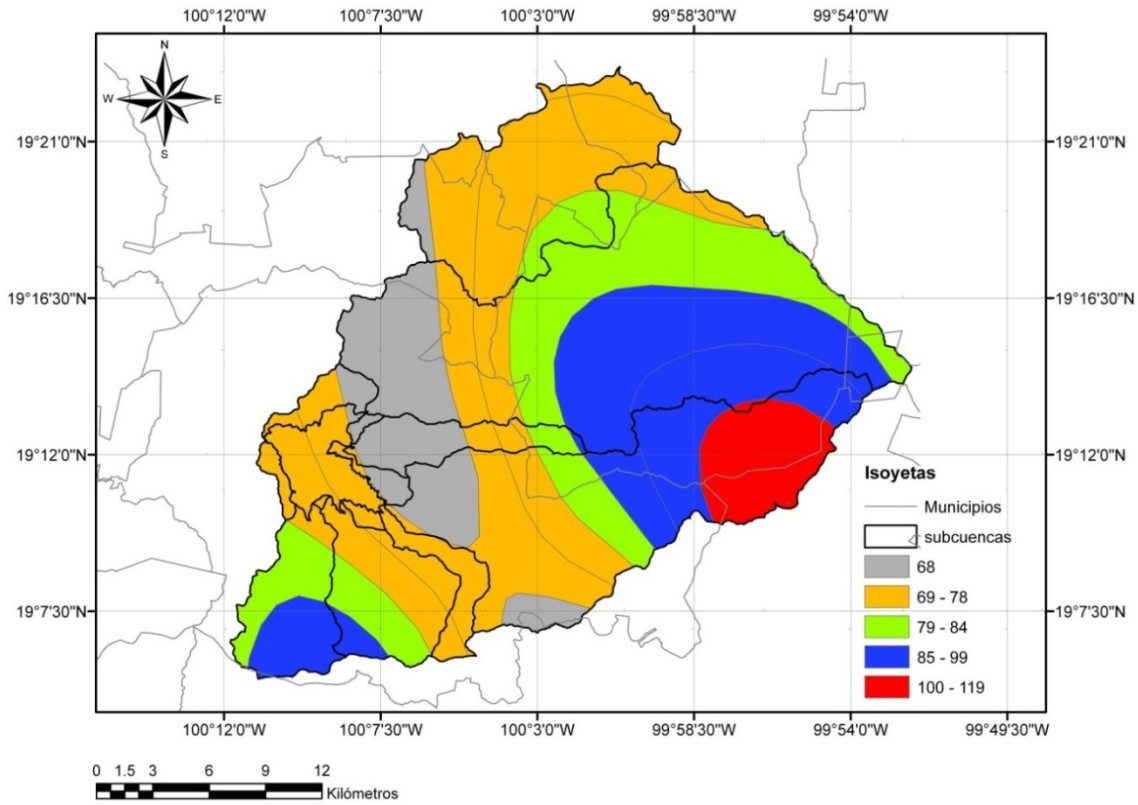 100°12'0"W 100°7'30"W 100°3'0"W 99°58'30"W 99°54'0"W
N
W E
S
19°21'0"N 19°21'0"N
19°16'30"N 19°16'30"N
19°12'0"N 19°12'0"N
Isoyetas
Municipios
subcuencas
68
69 - 78
19°7'30"N 19°7'30"N
79 - 84
85 - 99
100 - 119
100°12'0"W 100°7'30"W 100°3'0"W 99°58'30"W 99°54'0"W 99°49'30"W
0 1.5 3 6 9 12
Kilómetros